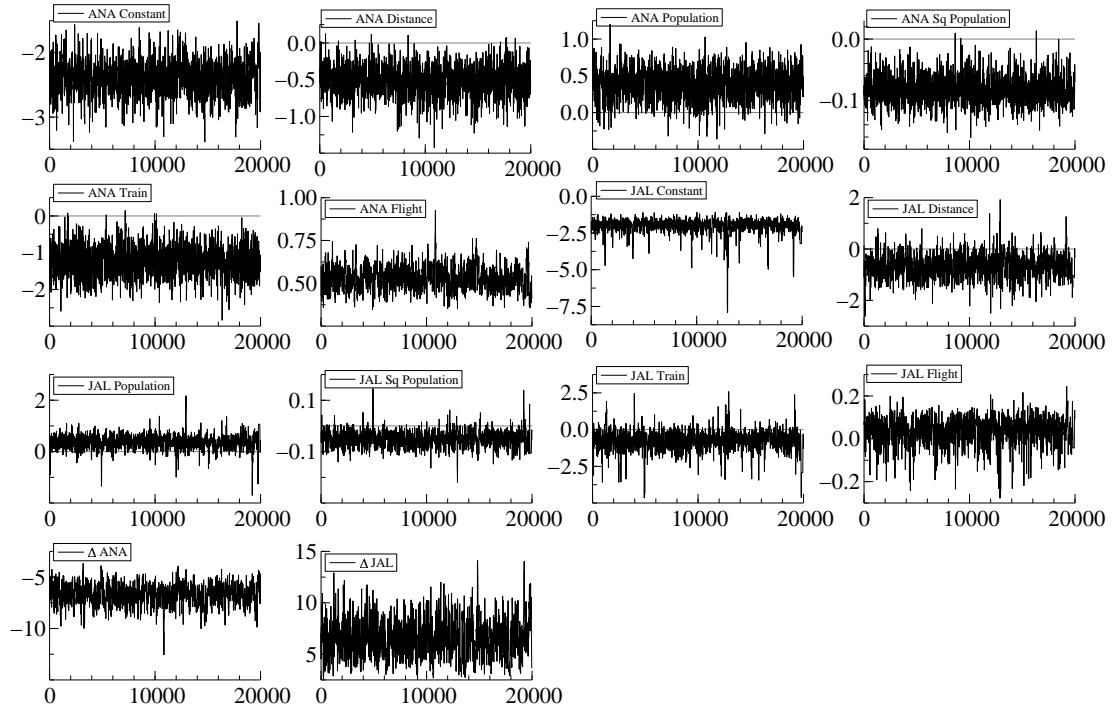 ANA Constant
−2
−3
0 10000 20000
ANA Distance
0.0
−0.5
−1.0
0 10000 20000
ANA Population
1.0
0.5
0.0
0 10000 20000
ANA Sq Population
0.0
−0.1
0 10000 20000
ANA Train
0
−1
−2
0 10000 20000
1.00
ANA Flight
0.75
0.50
0 10000 20000
0.0
JAL Constant
−2.5
−5.0
−7.5
0 10000 20000
2
JAL Distance
0
−2
0 10000 20000
JAL Population
2
0
0 10000 20000
JAL Sq Population
0.1
−0.1
0 10000 20000
JAL Train
2.5
0.0
−2.5
0 10000 20000
JAL Flight
0.2
0.0
−0.2
0 10000 20000
Δ ANA
−5
−10
0 10000 20000
15
Δ JAL
10
5
0 10000 20000